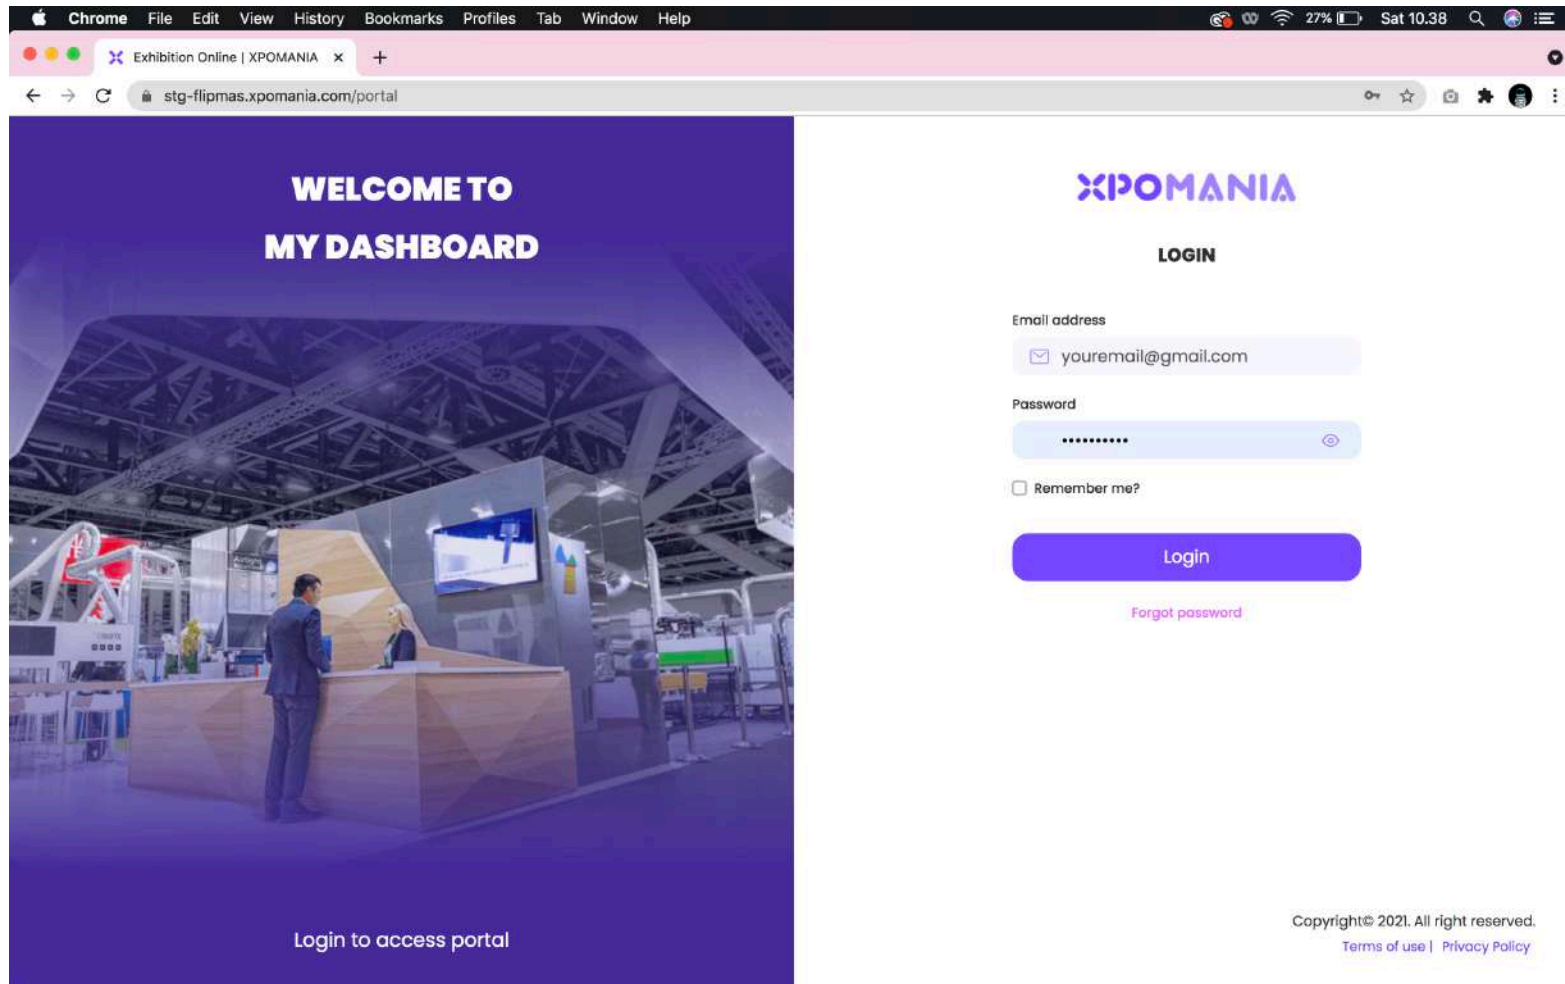 Chrome File Edit View History Bookmarks Profiles Tab Window Help 27% Sat 10.38
Exhibition Online | XPOMANIA
stg-flipmas.xpomania.com/portal
WELCOME TO
MY DASHBOARD
Login to access portal
XPOMANIA
LOGIN
Email address
youremail@gmail.com
Password
••••••••••
Remember me?
Login
Forgot password
Copyright© 2021. All right reserved.
Terms of use | Privacy Policy